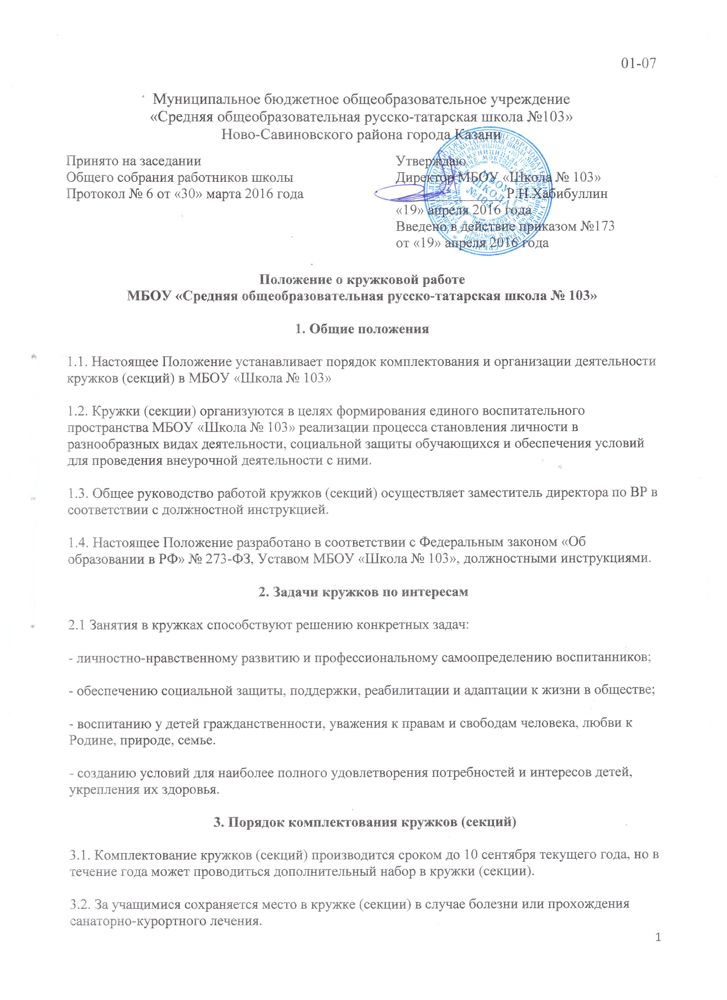 01-07
Муниципальное бюджетное общеобразовательное учреждение
«Средняя общеобразовательная русско-татарская школа №103»
Ново-Савиновского района города Казани
Принято на заседании
Общего собрания работников школы
Протокол № 6 от «30» марта 2016 года
Утверждаю
Директор МБОУ «Школа № 103»
Р.Н.Хабибуллин
«19» апреля 2016 года
Введено в действие приказом №173
от «19» апреля 2016 года
МБОУ
«ШКОЛА
№103»
Положение о кружковой работе
МБОУ «Средняя общеобразовательная русско-татарская школа № 103»
1. Общие положения
1.1. Настоящее Положение устанавливает порядок комплектования и организации деятельности
кружков (секций) в МБОУ «Школа № 103»
1.2. Кружки (секции) организуются в целях формирования единого воспитательного
пространства МБОУ «Школа № 103» реализации процесса становления личности в
разнообразных видах деятельности, социальной защиты обучающихся и обеспечения условий
для проведения внеурочной деятельности с ними.
1.3. Общее руководство работой кружков (секций) осуществляет заместитель директора по ВР в
соответствии с должностной инструкцией.
1.4. Настоящее Положение разработано в соответствии с Федеральным законом «Об
образовании в РФ» № 273-ФЗ, Уставом МБОУ «Школа № 103», должностными инструкциями.
2. Задачи кружков по интересам
2.1 Занятия в кружках способствуют решению конкретных задач:
- личностно-нравственному развитию и профессиональному самоопределению воспитанников;
- обеспечению социальной защиты, поддержки, реабилитации и адаптации к жизни в обществе;
- воспитанию у детей гражданственности, уважения к правам и свободам человека, любви к
Родине, природе, семье.
- созданию условий для наиболее полного удовлетворения потребностей и интересов детей,
укрепления их здоровья.
3. Порядок комплектования кружков (секций)
3.1. Комплектование кружков (секций) производится сроком до 10 сентября текущего года, но в
течение года может проводиться дополнительный набор в кружки (секции).
3.2. За учащимися сохраняется место в кружке (секции) в случае болезни или прохождения
санаторно-курортного лечения.
1